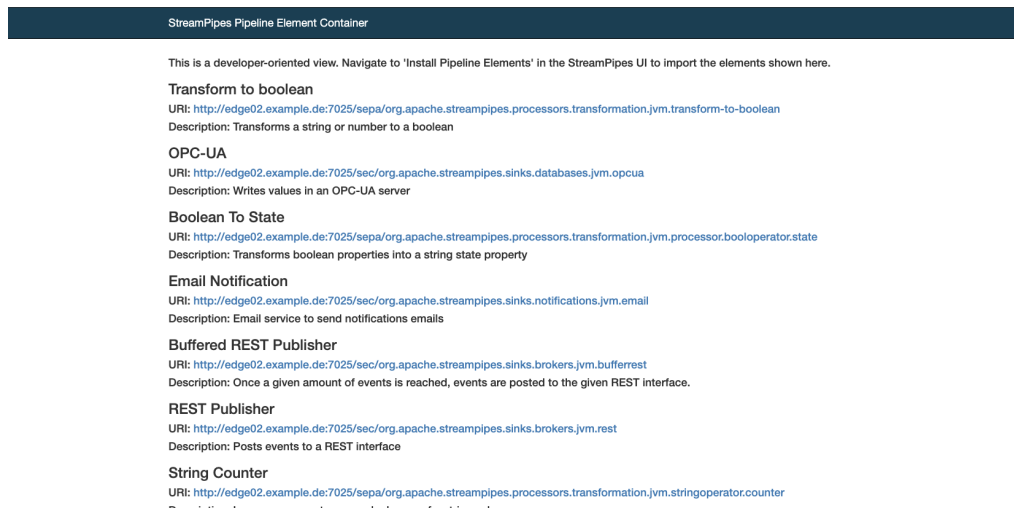 StreamPipes Pipeline Element Container
This is a developer-oriented view. Navigate to 'Install Pipeline Elements' in the StreamPipes UI to import the elements shown here.
Transform to boolean
URI: http://edge02.example.de:7025/sepa/org.apache.streampipes.processors.transformation.jvm.transform-to-boolean
Description: Transforms a string or number to a boolean
OPC-UA
URI: http://edge02.example.de:7025/sec/org.apache.streampipes.sinks.databases.jvm.opcua
Description: Writes values in an OPC-UA server
Boolean To State
URI: http://edge02.example.de:7025/sepa/org.apache.streampipes.processors.transformation.jvm.processor.booloperator.state
Description: Transforms boolean properties into a string state property
Email Notification
URI: http://edge02.example.de:7025/sec/org.apache.streampipes.sinks.notifications.jvm.email
Description: Email service to send notifications emails
Buffered REST Publisher
URI: http://edge02.example.de:7025/sec/org.apache.streampipes.sinks.brokers.jvm.bufferrest
Description: Once a given amount of events is reached, events are posted to the given REST interface.
REST Publisher
URI: http://edge02.example.de:7025/sec/org.apache.streampipes.sinks.brokers.jvm.rest
Description: Posts events to a REST interface
String Counter
URI: http://edge02.example.de:7025/sepa/org.apache.streampipes.processors.transformation.jvm.stringoperator.counter